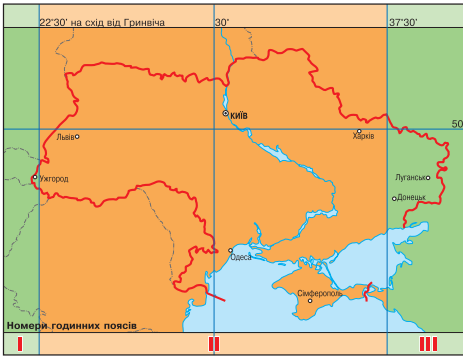 22'30' на схід від Гринвіча 30' 37'30'
КИЇВ
50
Львів
Харків
Ужгород
Луганськ
Донецьк
Одеса
Сімферополь
Номери годинних поясів
I II III